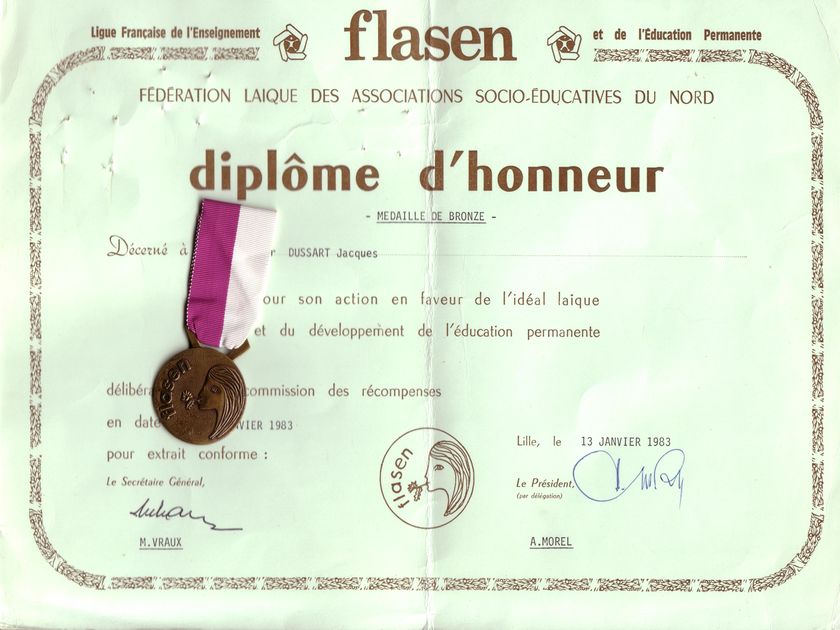 Ligue Française de l'Enseignement
flasen
et de l'Éducation Permanente
FÉDÉRATION LAIQUE DES ASSOCIATIONS SOCIO-ÉDUCATIVES DU NORD
diplôme d'honneur
- MEDAILLE DE BRONZE -
Décerné à r DUSSART Jacques
our son action en faveur de l'idéal laique
et du développement de l'éducation permanente
délibéra commission des récompenses
en date VIER 1983
pour extrait conforme :
Lille, le 13 JANVIER 1983
Le Secrétaire Général,
Le Président,
(par délégation)
M.VRAUX
A.MOREL
flasen
flasen